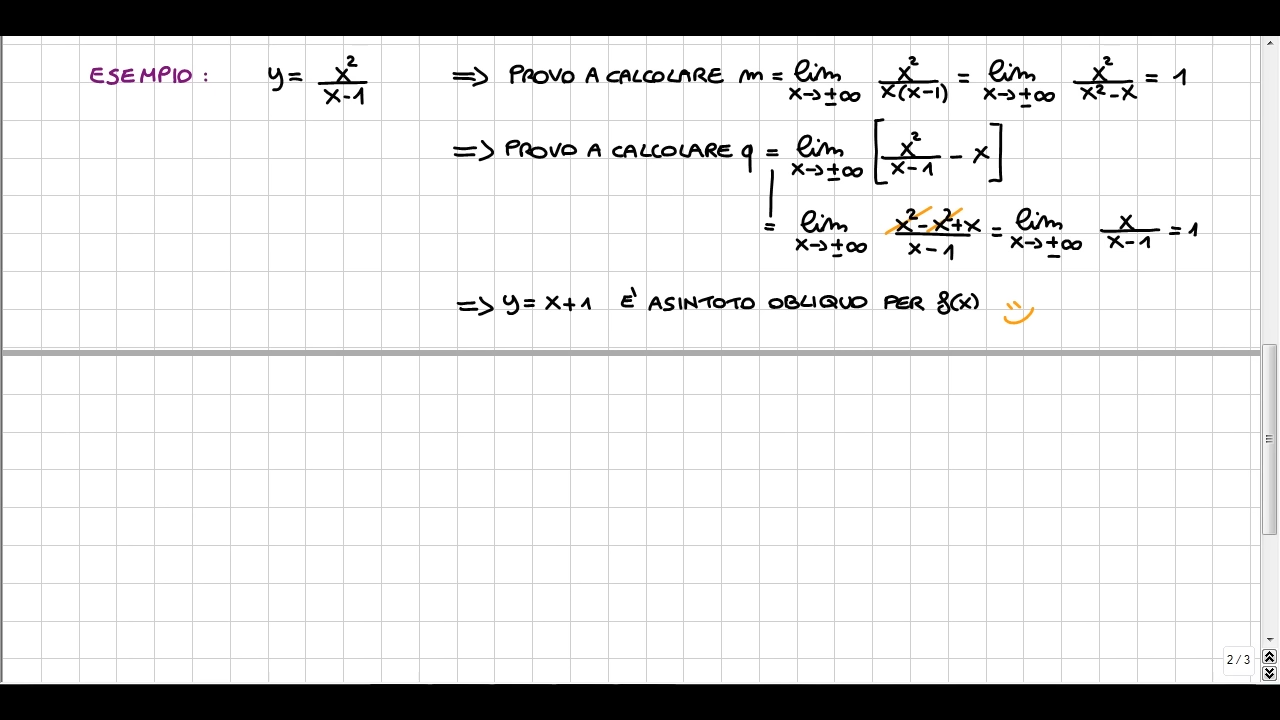 ESEMPIO: y = x²/(x-1) ⇒ PROVO A CALCOLARE m = lim x→±∞ x²/(x(x-1)) = lim x→±∞ x²/(x²-x) = 1
⇒ PROVO A CALCOLARE q = lim x→±∞ [x²/(x-1) - x]
= lim x→±∞ (x²-x²+x)/(x-1) = lim x→±∞ x/(x-1) = 1
⇒ y = x+1 E' ASINTOTO OBLIQUO PER f(x)
2/3